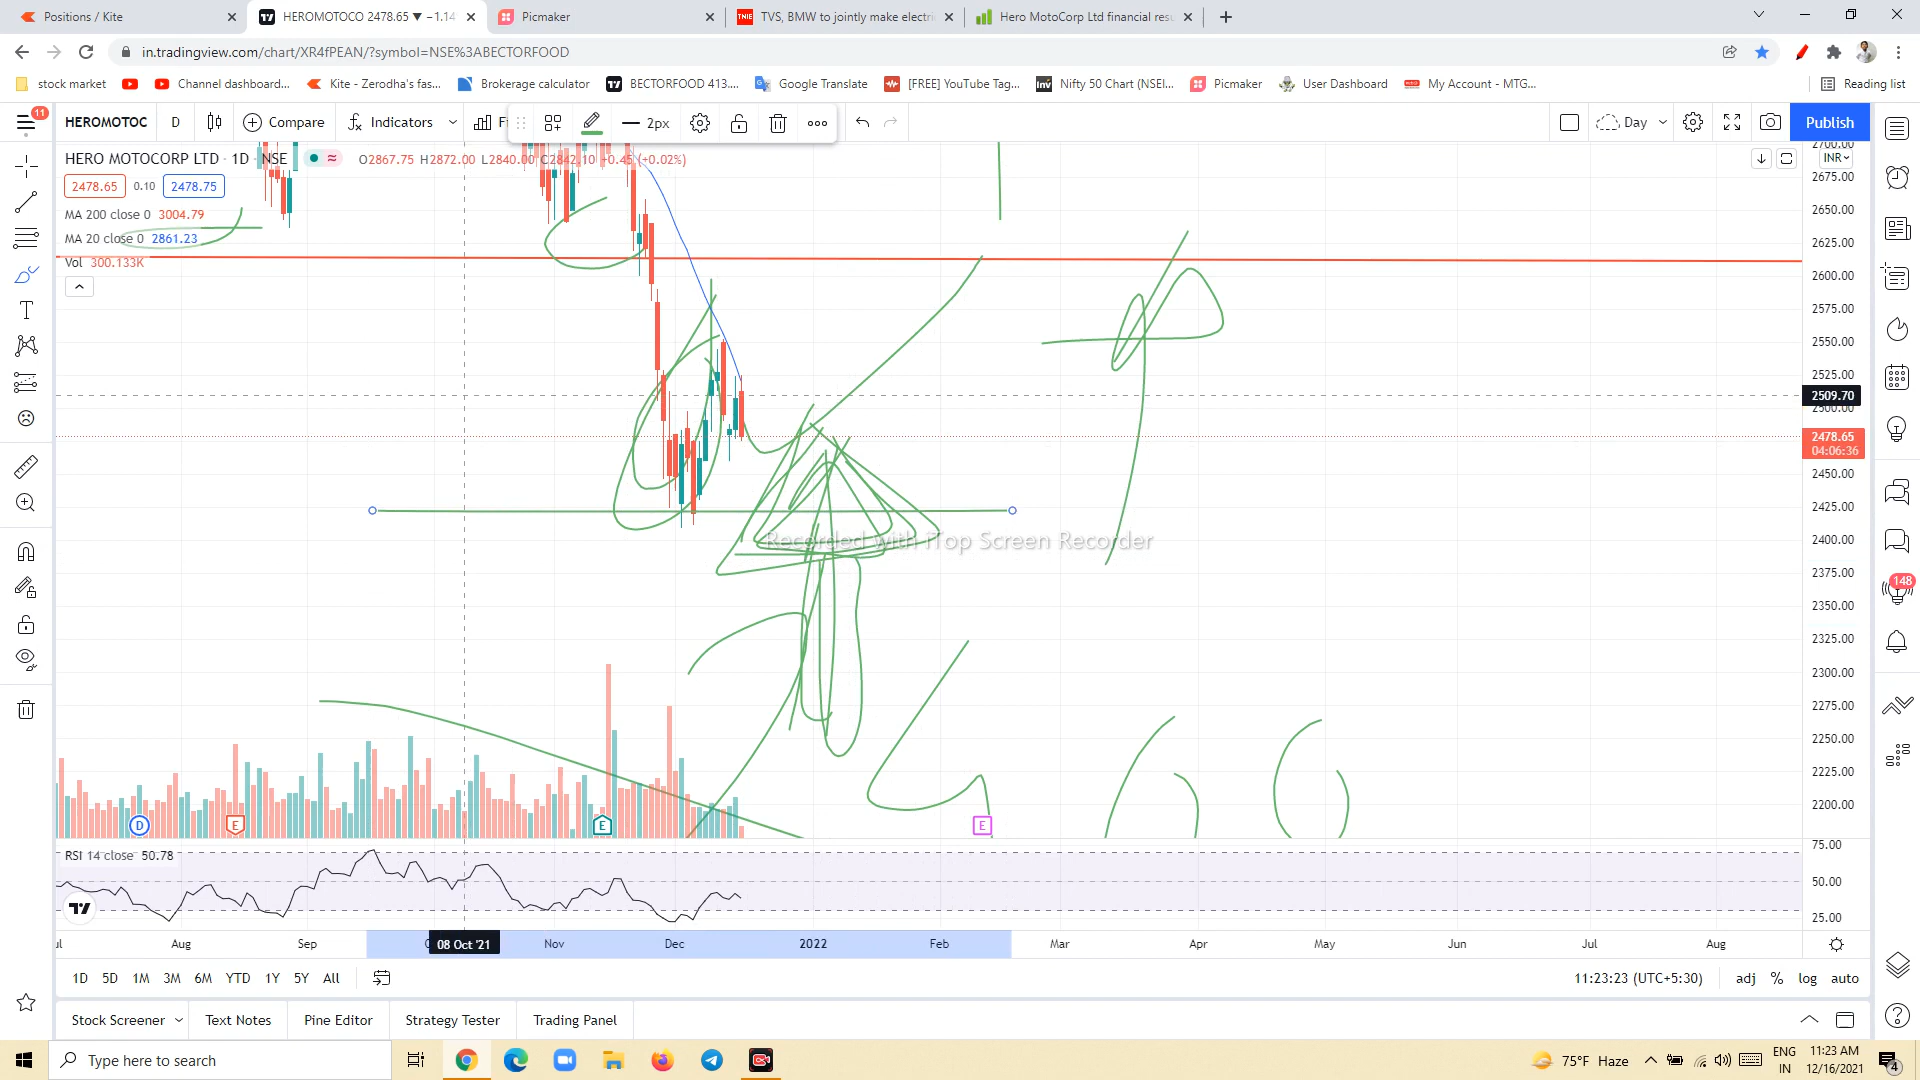 Positions / Kite
HEROMOTOCO 2478.65 ▼ −1.14
Picmaker
TVS, BMW to jointly make electri
Hero MotoCorp Ltd financial resu
in.tradingview.com/chart/XR4fPEAN/?symbol=NSE%3ABECTORFOOD
stock market
Channel dashboard...
Kite - Zerodha's fas...
Brokerage calculator
BECTORFOOD 413....
Google Translate
[FREE] YouTube Tag...
Nifty 50 Chart (NSEI...
Picmaker
User Dashboard
My Account - MTG...
Reading list
11
HEROMOTOC
D
Compare
Indicators
2px
Day
Publish
HERO MOTOCORP LTD · 1D · NSE
O2867.75 H2872.00 L2840.00 C2842.10 +0.45 (+0.02%)
2478.65 0.10 2478.75
MA 200 close 0 3004.79
MA 20 close 0 2861.23
Vol 300.133K
INR
2700.00
2675.00
2650.00
2625.00
2600.00
2575.00
2550.00
2525.00
2509.70
2500.00
2478.65
04:06:36
2450.00
2425.00
2400.00
2375.00
2350.00
2325.00
2300.00
2275.00
2250.00
2225.00
2200.00
148
Recorded with iTop Screen Recorder
D
E
E
E
RSI 14 close 50.78
75.00
50.00
25.00
Aug
Sep
08 Oct '21
Nov
Dec
2022
Feb
Mar
Apr
May
Jun
Jul
Aug
1D 5D 1M 3M 6M YTD 1Y 5Y All
11:23:23 (UTC+5:30)
adj % log auto
Stock Screener
Text Notes
Pine Editor
Strategy Tester
Trading Panel
Type here to search
75°F Haze
ENG
IN
11:23 AM
12/16/2021
4